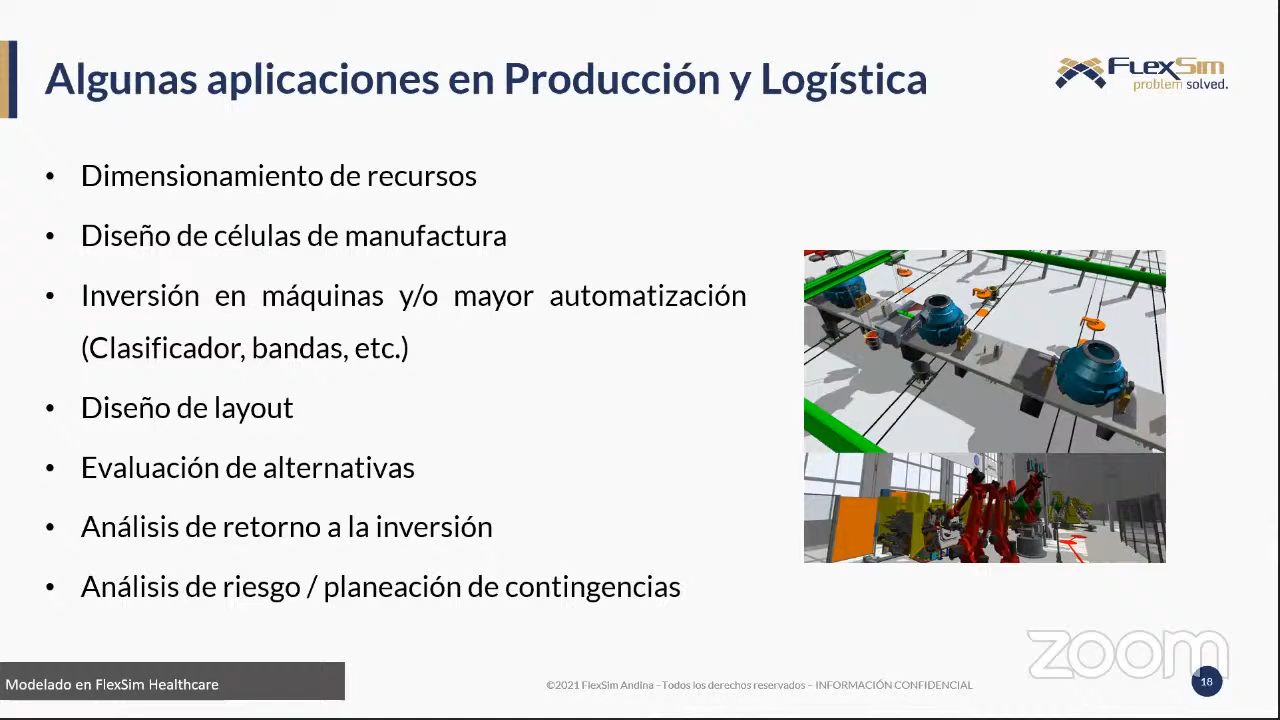 Algunas aplicaciones en Producción y Logística
FLEXSIM
problem solved.
• Dimensionamiento de recursos
• Diseño de células de manufactura
• Inversión en máquinas y/o mayor automatización
(Clasificador, bandas, etc.)
• Diseño de layout
• Evaluación de alternativas
• Análisis de retorno a la inversión
• Análisis de riesgo / planeación de contingencias
zoom
Modelado en FlexSim Healthcare
©2021 FlexSim Andina –Todos los derechos reservados – INFORMACIÓN CONFIDENCIAL
18